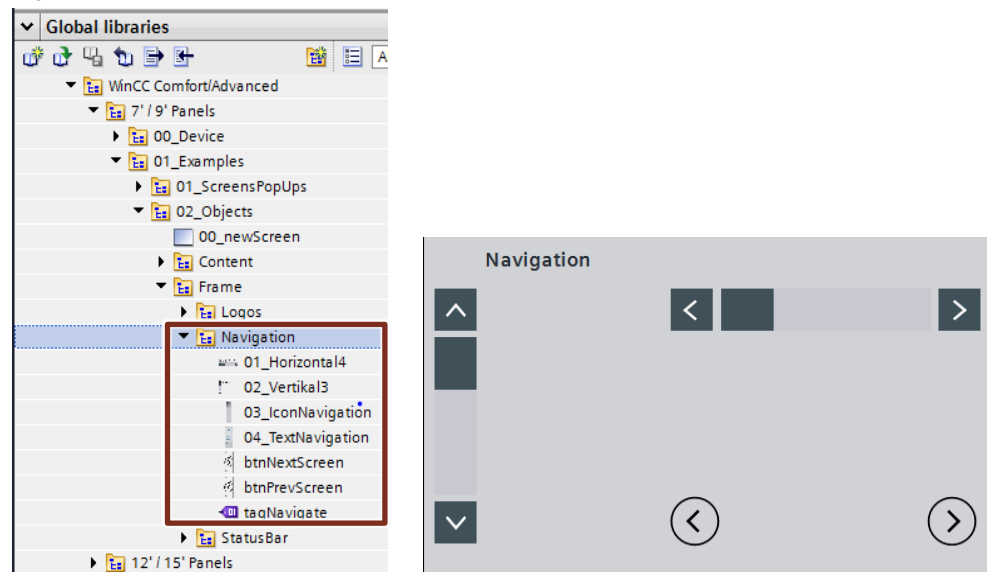 Global libraries
A
WinCC Comfort/Advanced
7' / 9' Panels
00_Device
01_Examples
01_ScreensPopUps
02_Objects
00_newScreen
Content
Frame
Logos
Navigation
01_Horizontal4
02_Vertikal3
03_IconNavigation
04_TextNavigation
btnNextScreen
btnPrevScreen
tagNavigate
StatusBar
12' / 15' Panels
Navigation